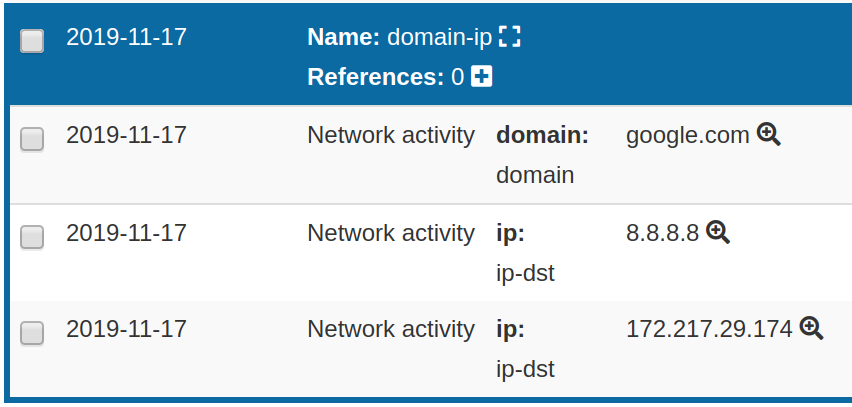 2019-11-17 Name: domain-ip
References: 0
2019-11-17 Network activity domain: google.com
domain
2019-11-17 Network activity ip: 8.8.8.8
ip-dst
2019-11-17 Network activity ip: 172.217.29.174
ip-dst